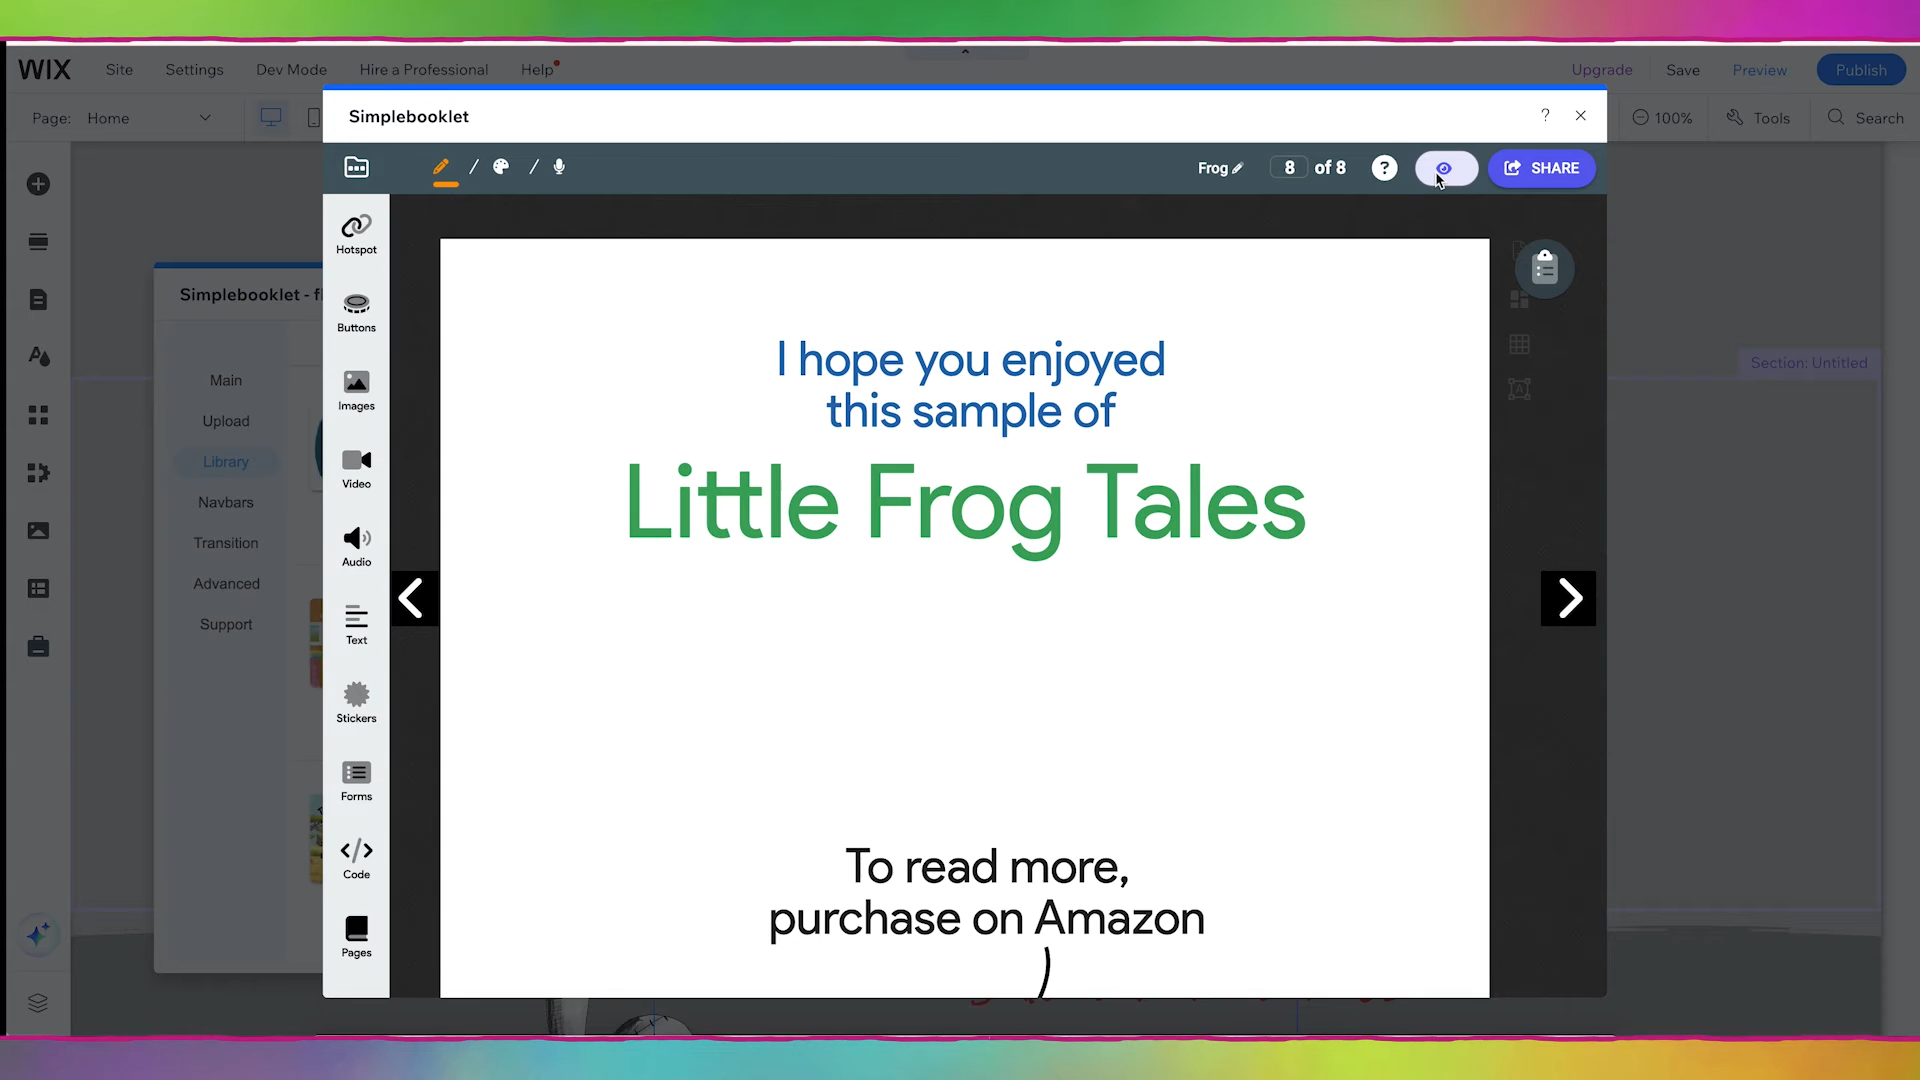 WIX
Site
Settings
Dev Mode
Hire a Professional
Help
Upgrade
Save
Preview
Publish
Page: Home
100%
Tools
Search
Simplebooklet
?
Frog
8 of 8
?
SHARE
Hotspot
Buttons
Images
Video
Audio
Text
Stickers
Forms
Code
Pages
Simplebooklet - f
Main
Upload
Library
Navbars
Transition
Advanced
Support
Section: Untitled
I hope you enjoyed
this sample of
Little Frog Tales
To read more,
purchase on Amazon